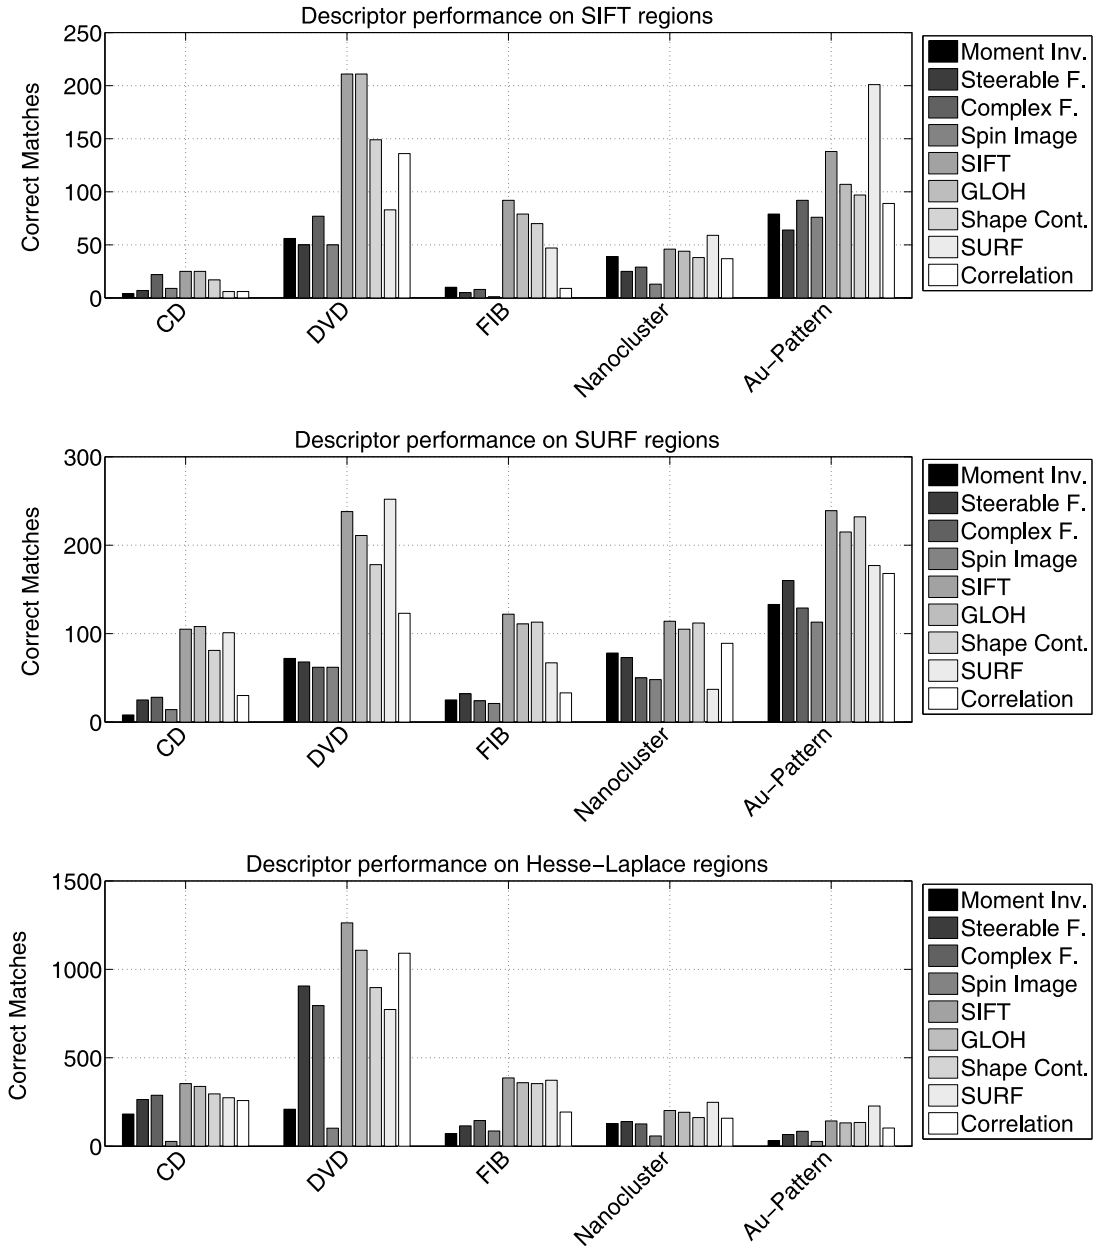 Descriptor performance on SIFT regions
250
200
150
100
50
0
Correct Matches
CD
DVD
FIB
Nanocluster
Au-Pattern
Moment Inv.
Steerable F.
Complex F.
Spin Image
SIFT
GLOH
Shape Cont.
SURF
Correlation
Descriptor performance on SURF regions
300
200
100
0
Correct Matches
CD
DVD
FIB
Nanocluster
Au-Pattern
Moment Inv.
Steerable F.
Complex F.
Spin Image
SIFT
GLOH
Shape Cont.
SURF
Correlation
Descriptor performance on Hesse-Laplace regions
1500
1000
500
0
Correct Matches
CD
DVD
FIB
Nanocluster
Au-Pattern
Moment Inv.
Steerable F.
Complex F.
Spin Image
SIFT
GLOH
Shape Cont.
SURF
Correlation